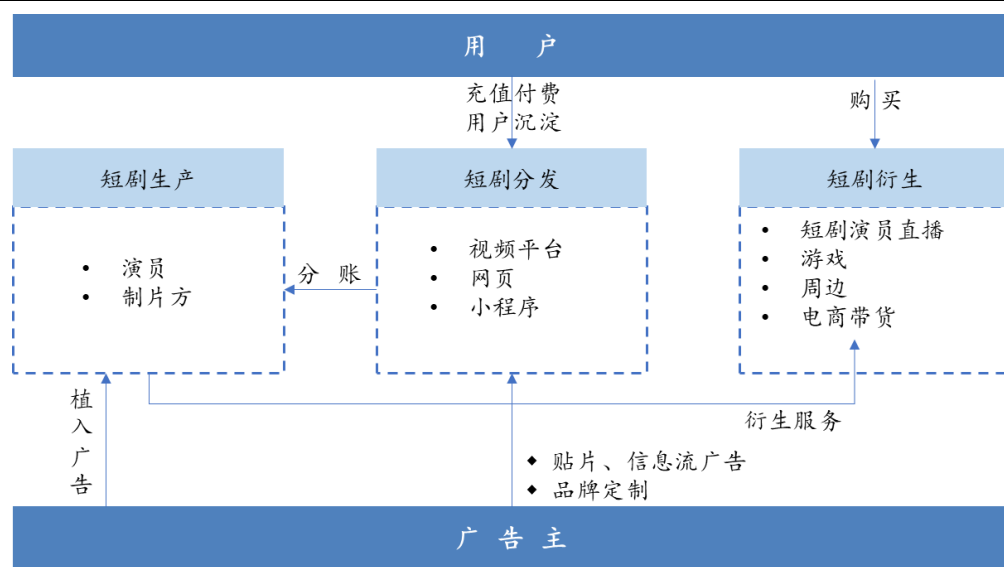 用 户
充值付费
用户沉淀
购 买
短剧生产
短剧分发
短剧衍生
• 演员
• 制片方
分 账
• 视频平台
• 网页
• 小程序
• 短剧演员直播
• 游戏
• 周边
• 电商带货
植
入
广
告
衍生服务
◆ 贴片、信息流广告
◆ 品牌定制
广 告 主